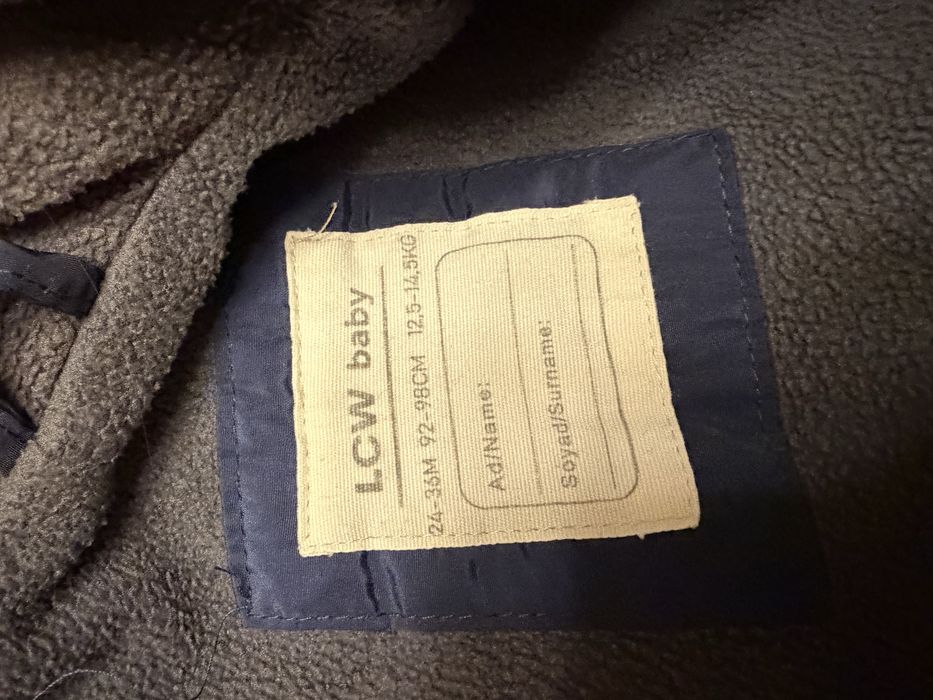 LCW baby
24-36M 92-98CM 12,5-14,5KG
Ad/Name:
Soyad/Surname: